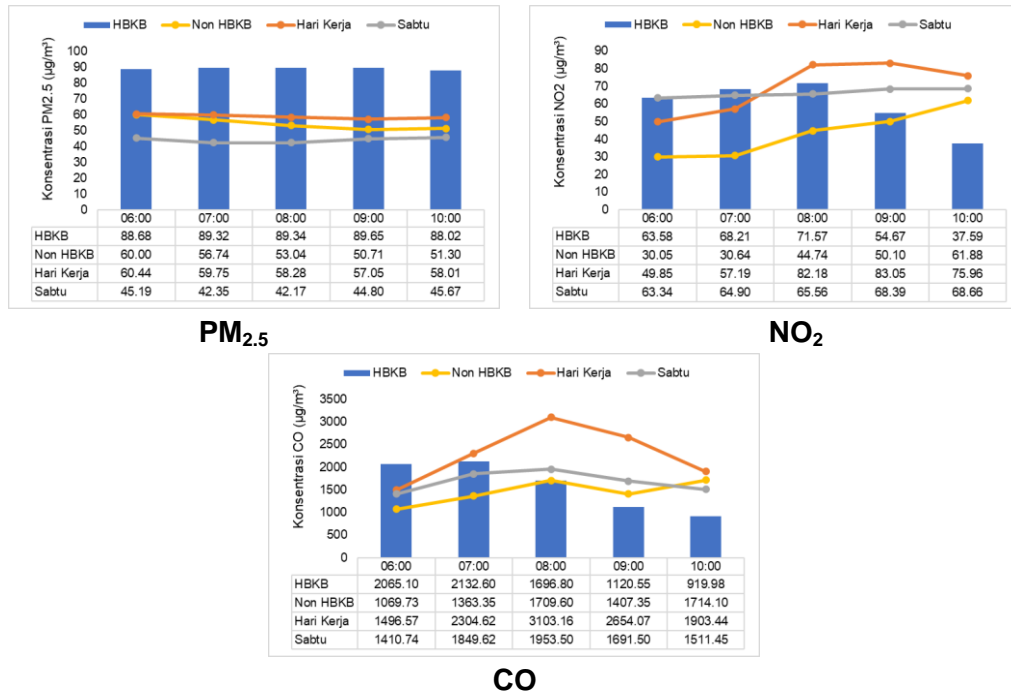 HBKB Non HBKB Hari Kerja Sabtu
Konsentrasi PM2.5 (µg/m³)
100
90
80
70
60
50
40
30
20
10
0
06:00 07:00 08:00 09:00 10:00
HBKB 88.68 89.32 89.34 89.65 88.02
Non HBKB 60.00 56.74 53.04 50.71 51.30
Hari Kerja 60.44 59.75 58.28 57.05 58.01
Sabtu 45.19 42.35 42.17 44.80 45.67
PM2.5
HBKB Non HBKB Hari Kerja Sabtu
Konsentrasi NO2 (µg/m³)
90
80
70
60
50
40
30
20
10
0
06:00 07:00 08:00 09:00 10:00
HBKB 63.58 68.21 71.57 54.67 37.59
Non HBKB 30.05 30.64 44.74 50.10 61.88
Hari Kerja 49.85 57.19 82.18 83.05 75.96
Sabtu 63.34 64.90 65.56 68.39 68.66
NO2
HBKB Non HBKB Hari Kerja Sabtu
Konsentrasi CO (µg/m³)
3500
3000
2500
2000
1500
1000
500
0
06:00 07:00 08:00 09:00 10:00
HBKB 2065.10 2132.60 1696.80 1120.55 919.98
Non HBKB 1069.73 1363.35 1709.60 1407.35 1714.10
Hari Kerja 1496.57 2304.62 3103.16 2654.07 1903.44
Sabtu 1410.74 1849.62 1953.50 1691.50 1511.45
CO